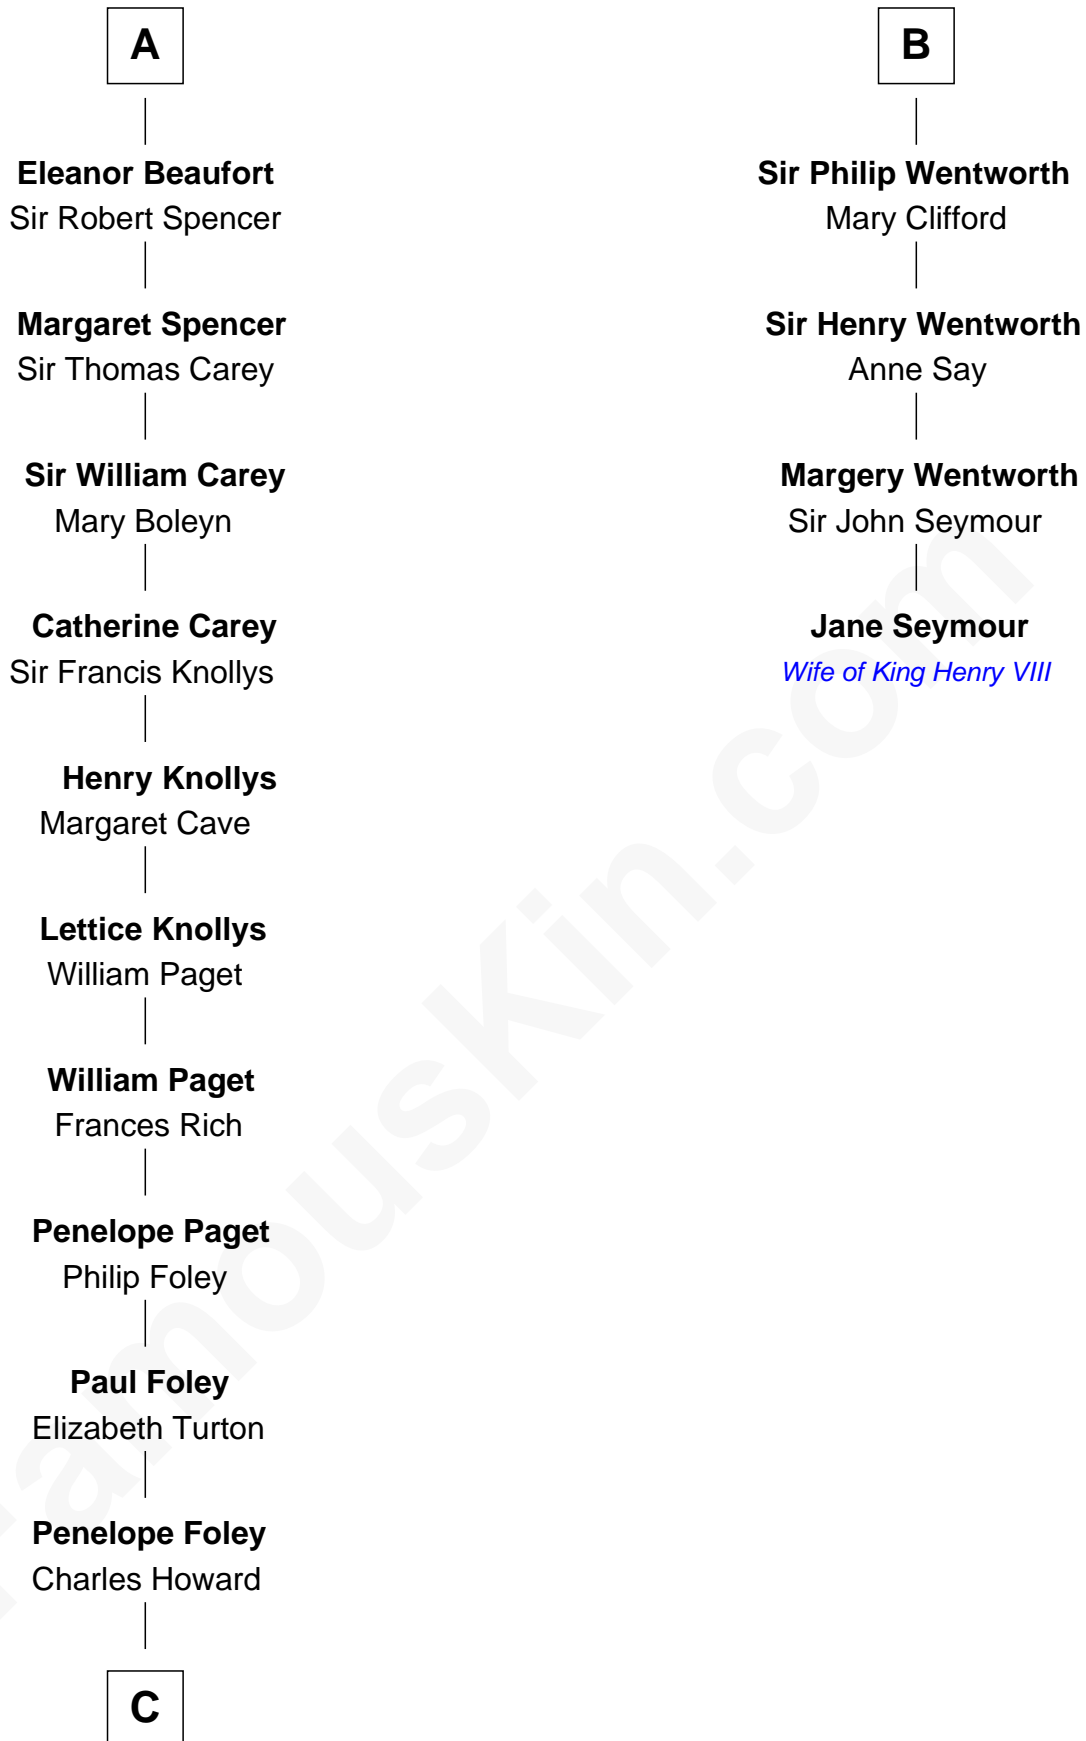 A
Eleanor Beaufort
Sir Robert Spencer
Margaret Spencer
Sir Thomas Carey
Sir William Carey
Mary Boleyn
Catherine Carey
Sir Francis Knollys
Henry Knollys
Margaret Cave
Lettice Knollys
William Paget
William Paget
Frances Rich
Penelope Paget
Philip Foley
Paul Foley
Elizabeth Turton
Penelope Foley
Charles Howard
C
B
Sir Philip Wentworth
Mary Clifford
Sir Henry Wentworth
Anne Say
Margery Wentworth
Sir John Seymour
Jane Seymour
Wife of King Henry VIII
FamousKin.com